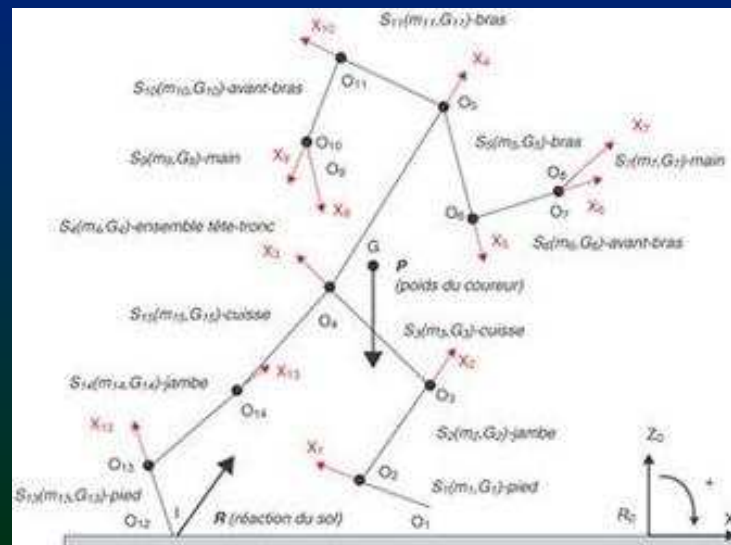 S₁₁(m₁₁,G₁₁)-bras
X₁₀
O₁₁
X₄
O₅
S₁₀(m₁₀,G₁₀)-avant-bras
O₁₀
S₅(m₅,G₅)-bras
X₇
S₉(m₉,G₉)-main
X₉
O₉
O₈
S₇(m₇,G₇)-main
X₈
O₆
O₇
X₆
S₄(m₄,G₄)-ensemble tête-tronc
X₅
S₆(m₆,G₆)-avant-bras
X₃
G
P
(poids du coureur)
O₄
S₁₅(m₁₅,G₁₅)-cuisse
S₃(m₃,G₃)-cuisse
X₂
S₁₄(m₁₄,G₁₄)-jambe
X₁₃
O₃
O₁₄
X₁₂
S₂(m₂,G₂)-jambe
Z₀
O₁₃
X₁
O₂
+
S₁₃(m₁₃,G₁₃)-pied
S₁(m₁,G₁)-pied
I
O₁₂
R (réaction du sol)
O₁
R₀
X